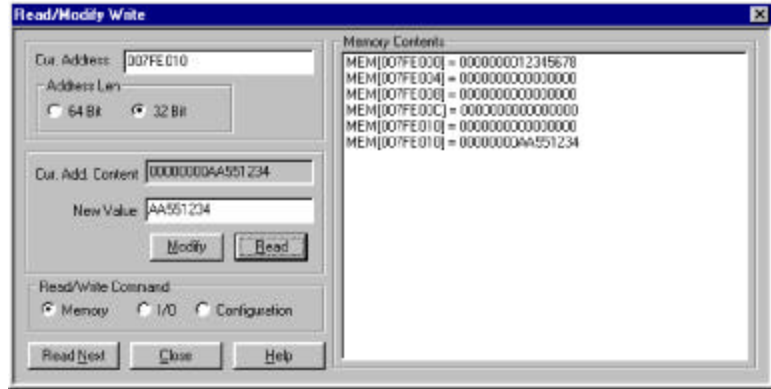 Read/Modify Write
Cur. Address 007FE010
Address Len
64 Bit 32 Bit
Cur. Add. Content 00000000AA551234
New Value AA551234
Modify Read
Read/Write Command
Memory I/O Configuration
Read Next Close Help
Memory Contents
MEM[007FE000] = 0000000012345678
MEM[007FE004] = 0000000000000000
MEM[007FE008] = 0000000000000000
MEM[007FE00C] = 0000000000000000
MEM[007FE010] = 0000000000000000
MEM[007FE010] = 00000000AA551234